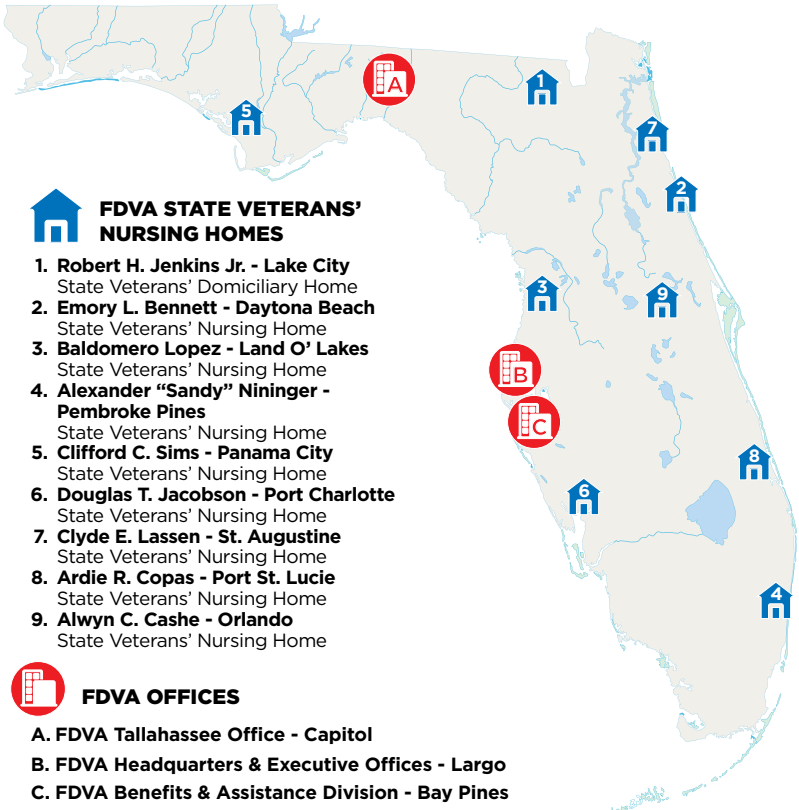 A
1
5
7
2
3
9
B
C
8
6
4
FDVA STATE VETERANS’
NURSING HOMES
1. Robert H. Jenkins Jr. - Lake City
State Veterans’ Domiciliary Home
2. Emory L. Bennett - Daytona Beach
State Veterans’ Nursing Home
3. Baldomero Lopez - Land O’ Lakes
State Veterans’ Nursing Home
4. Alexander “Sandy” Nininger -
Pembroke Pines
State Veterans’ Nursing Home
5. Clifford C. Sims - Panama City
State Veterans’ Nursing Home
6. Douglas T. Jacobson - Port Charlotte
State Veterans’ Nursing Home
7. Clyde E. Lassen - St. Augustine
State Veterans’ Nursing Home
8. Ardie R. Copas - Port St. Lucie
State Veterans’ Nursing Home
9. Alwyn C. Cashe - Orlando
State Veterans’ Nursing Home
FDVA OFFICES
A. FDVA Tallahassee Office - Capitol
B. FDVA Headquarters & Executive Offices - Largo
C. FDVA Benefits & Assistance Division - Bay Pines